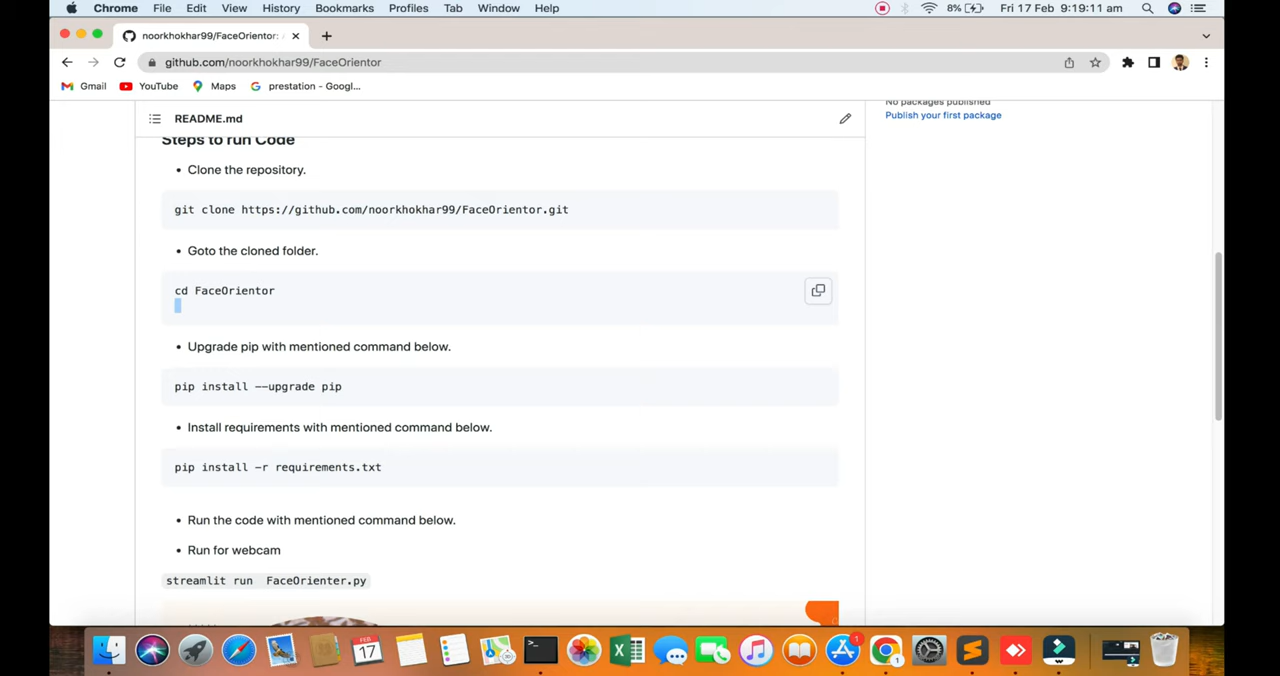 Chrome File Edit View History Bookmarks Profiles Tab Window Help 8% Fri 17 Feb 9:19:11 am
noorkhokhar99/FaceOrientor:
github.com/noorkhokhar99/FaceOrientor
Gmail YouTube Maps prestation - Googl...
README.md
No packages published
Publish your first package
Steps to run Code
Clone the repository.
git clone https://github.com/noorkhokhar99/FaceOrientor.git
Goto the cloned folder.
cd FaceOrientor
Upgrade pip with mentioned command below.
pip install --upgrade pip
Install requirements with mentioned command below.
pip install -r requirements.txt
Run the code with mentioned command below.
Run for webcam
streamlit run  FaceOrienter.py
FEB
17
1
1